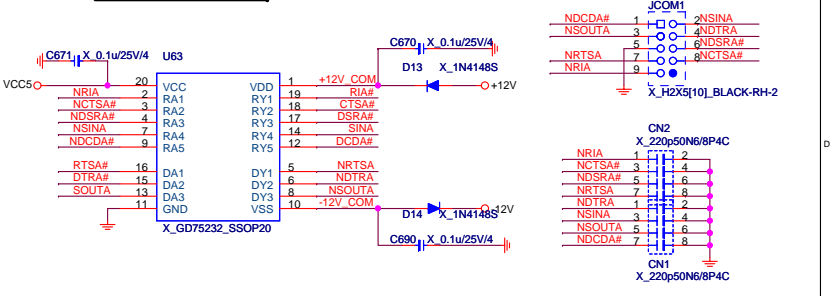 C671 X_0.1u/25V/4
U63
C670 X_0.1u/25V/4
D13 X_1N4148S
VCC5
+12V_COM
+12V
20 VCC VDD 1
NRIA 2 RA1 RY1 19 RIA#
NCTSA# 3 RA2 RY2 18 CTSA#
NDSRA# 4 RA3 RY3 17 DSRA#
NSINA 7 RA4 RY4 14 SINA
NDCDA# 9 RA5 RY5 12 DCDA#
RTSA# 16 DA1 DY1 5 NRTSA
DTRA# 15 DA2 DY2 6 NDTRA
SOUTA 13 DA3 DY3 8 NSOUTA
11 GND VSS 10 -12V_COM
X_GD75232_SSOP20
D14 X_1N4148S
-12V
C690 X_0.1u/25V/4
JCOM1
NDCDA# 1 2 NSINA
NSOUTA 3 4 NDTRA
5 6 NDSRA#
NRTSA 7 8 NCTSA#
NRIA 9
X_H2X5[10]_BLACK-RH-2
CN2
X_220p50N6/8P4C
NRIA 1 2
NCTSA# 3 4
NDSRA# 5 6
NRTSA 7 8
NDTRA 1 2
NSINA 3 4
NSOUTA 5 6
NDCDA# 7 8
CN1
X_220p50N6/8P4C
D